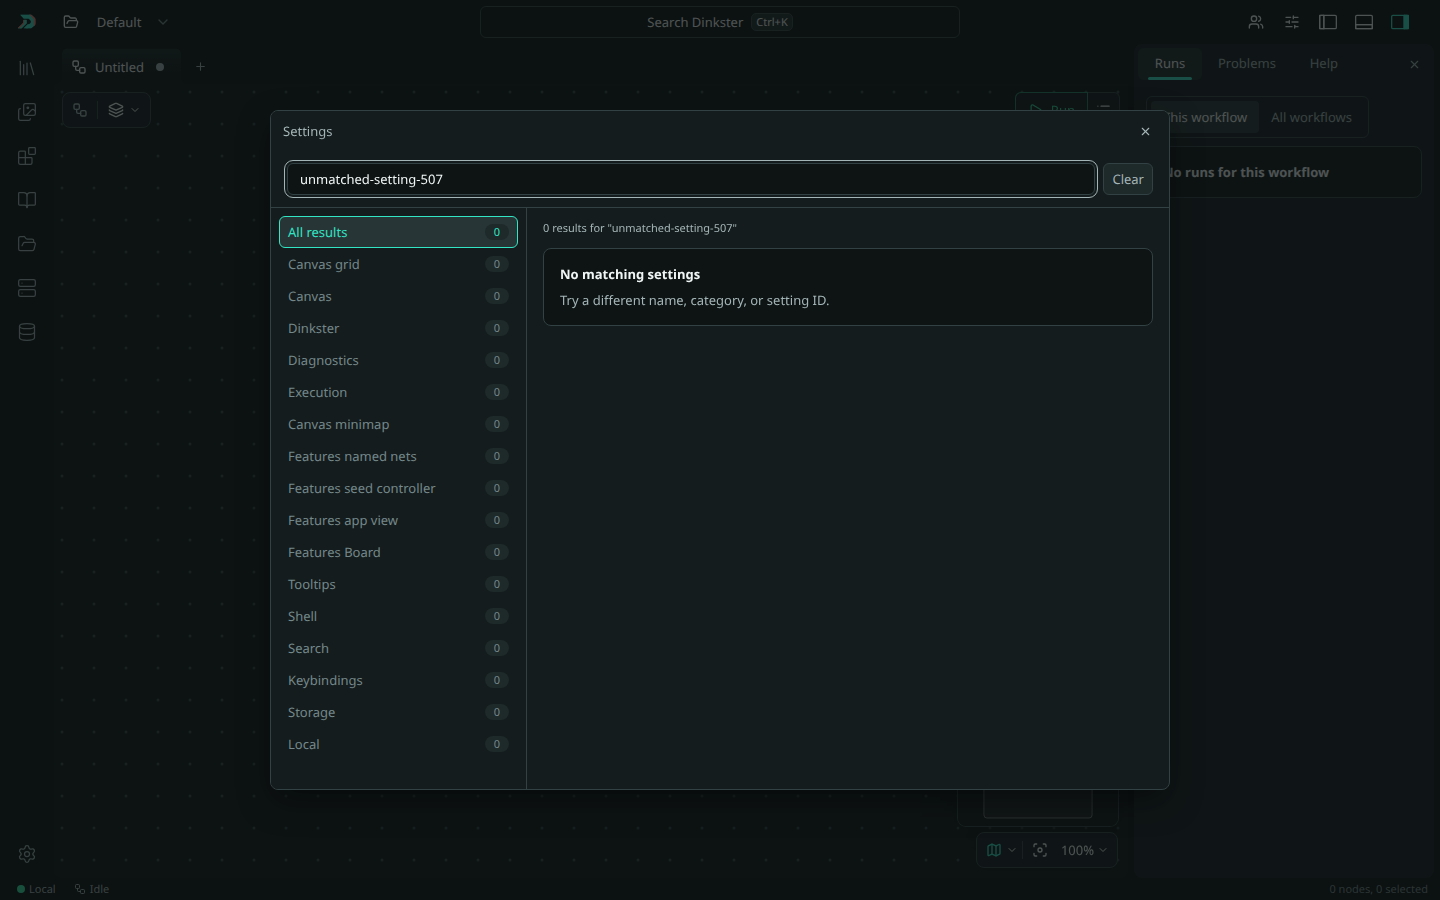 Default
Search Dinkster Ctrl+K
Untitled
Runs
Problems
Help
Run
This workflow
All workflows
No runs for this workflow
Settings
unmatched-setting-507
Clear
All results 0
Canvas grid 0
Canvas 0
Dinkster 0
Diagnostics 0
Execution 0
Canvas minimap 0
Features named nets 0
Features seed controller 0
Features app view 0
Features Board 0
Tooltips 0
Shell 0
Search 0
Keybindings 0
Storage 0
Local 0
0 results for "unmatched-setting-507"
No matching settings
Try a different name, category, or setting ID.
100%
Local
Idle
0 nodes, 0 selected